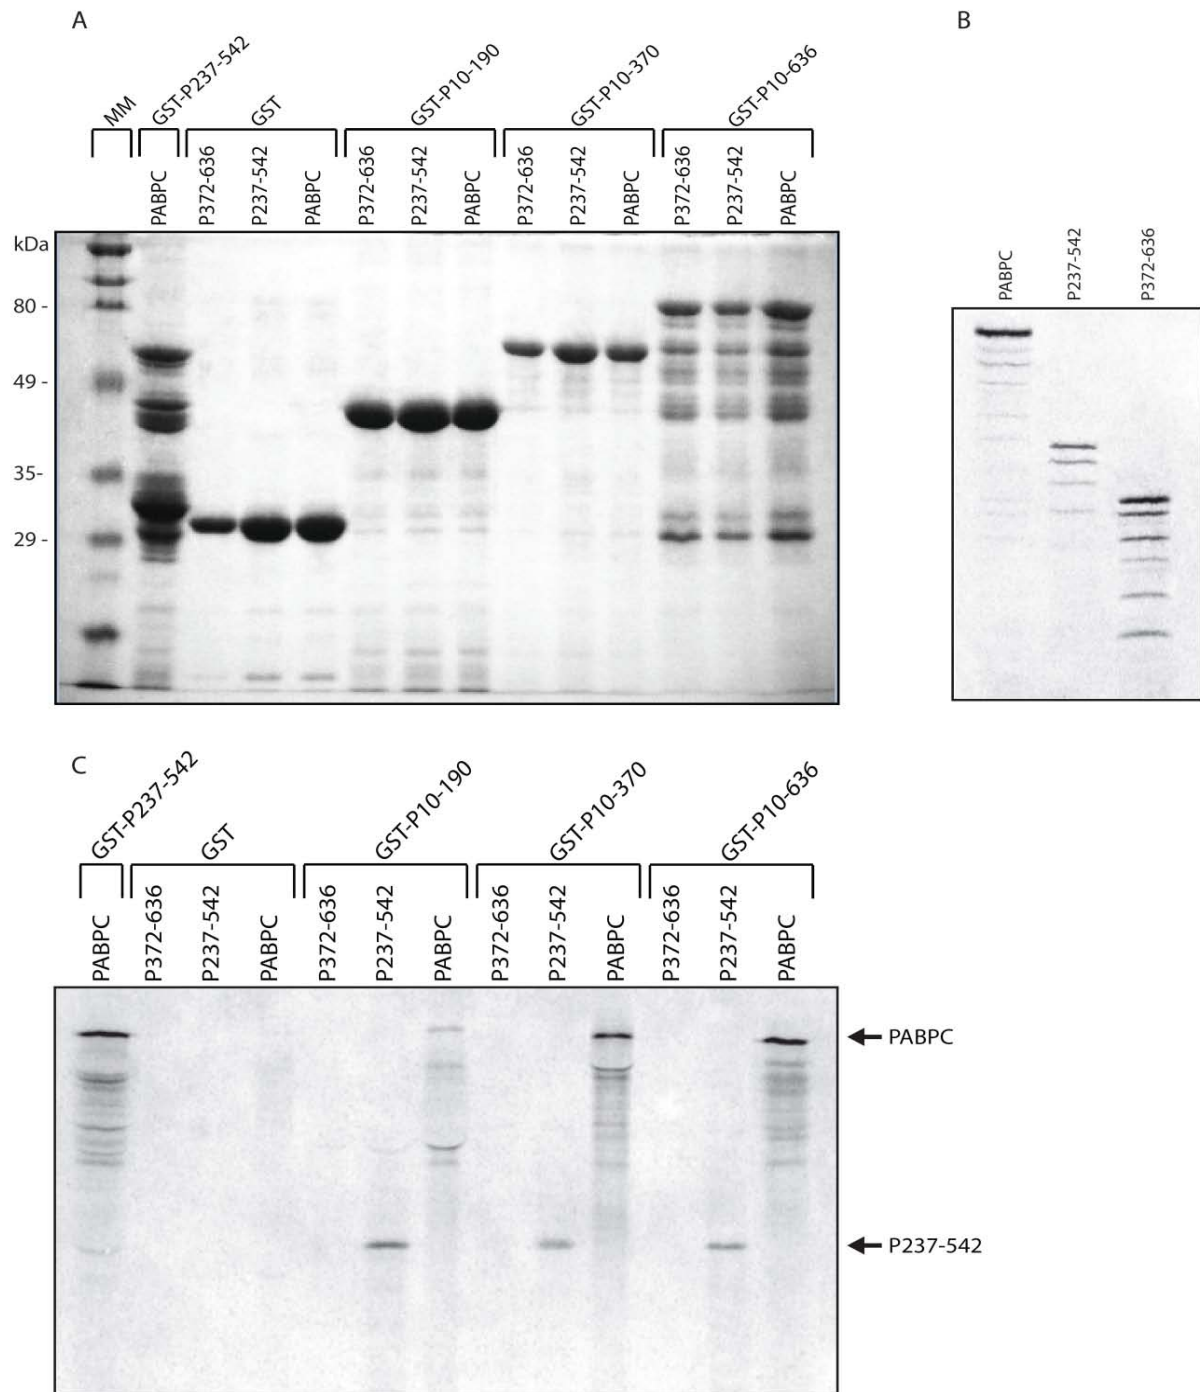 A
B
MM
GST-P237-542
GST
GST-P10-190
GST-P10-370
GST-P10-636
PABPC
P372-636
P237-542
PABPC
P372-636
P237-542
PABPC
P372-636
P237-542
PABPC
P372-636
P237-542
PABPC
kDa
80 -
49 -
35-
29 -
PABPC
P237-542
P372-636
C
GST-P237-542
GST
GST-P10-190
GST-P10-370
GST-P10-636
PABPC
P372-636
P237-542
PABPC
P372-636
P237-542
PABPC
P372-636
P237-542
PABPC
P372-636
P237-542
PABPC
PABPC
P237-542